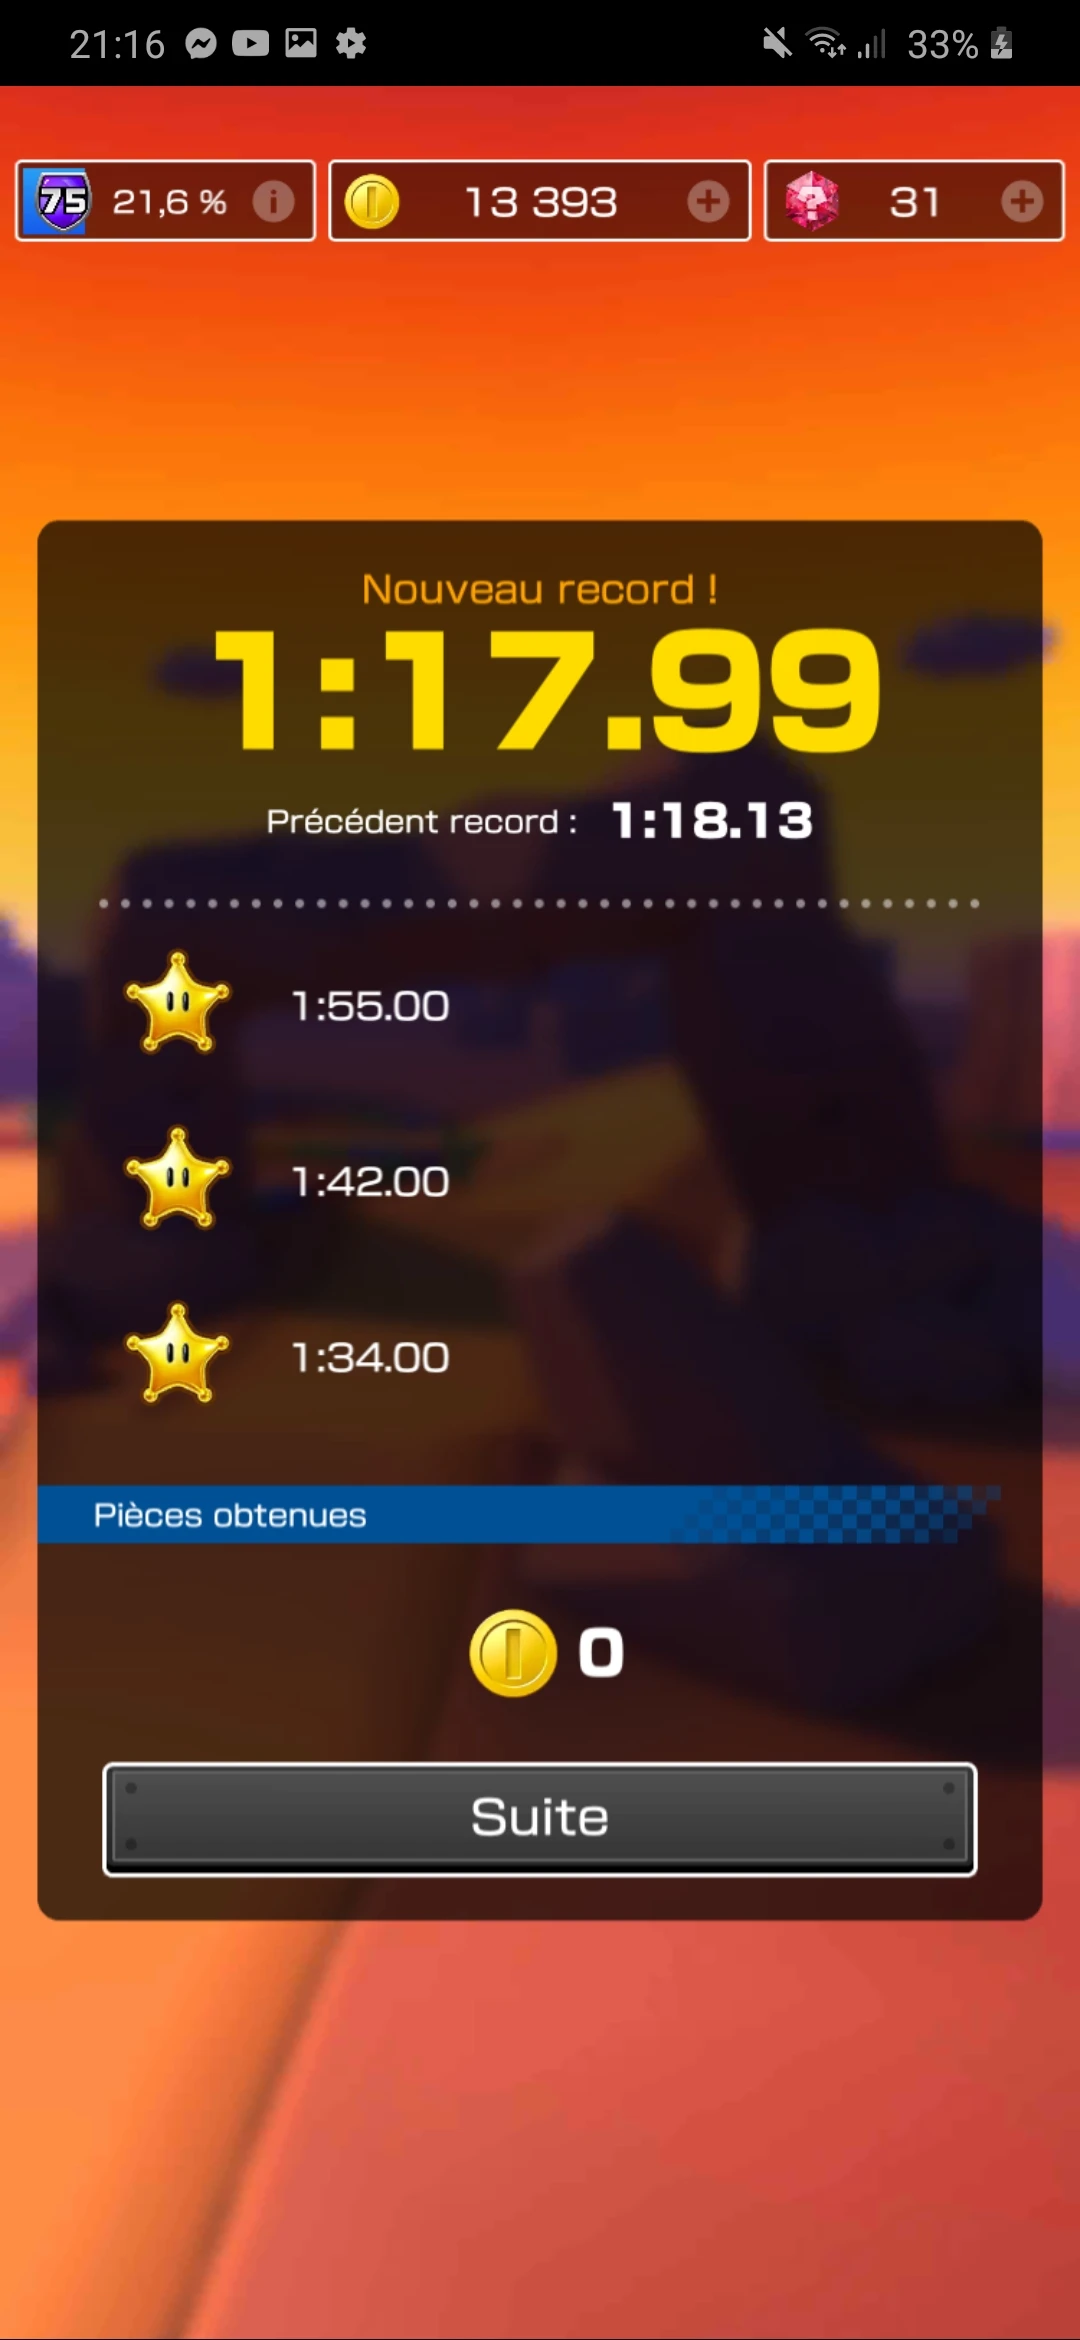 21:16 33%
75 21,6 % i 13 393 + ? 31 +
Nouveau record !
1:17.99
Précédent record : 1:18.13
1:55.00
1:42.00
1:34.00
Pièces obtenues
0
Suite